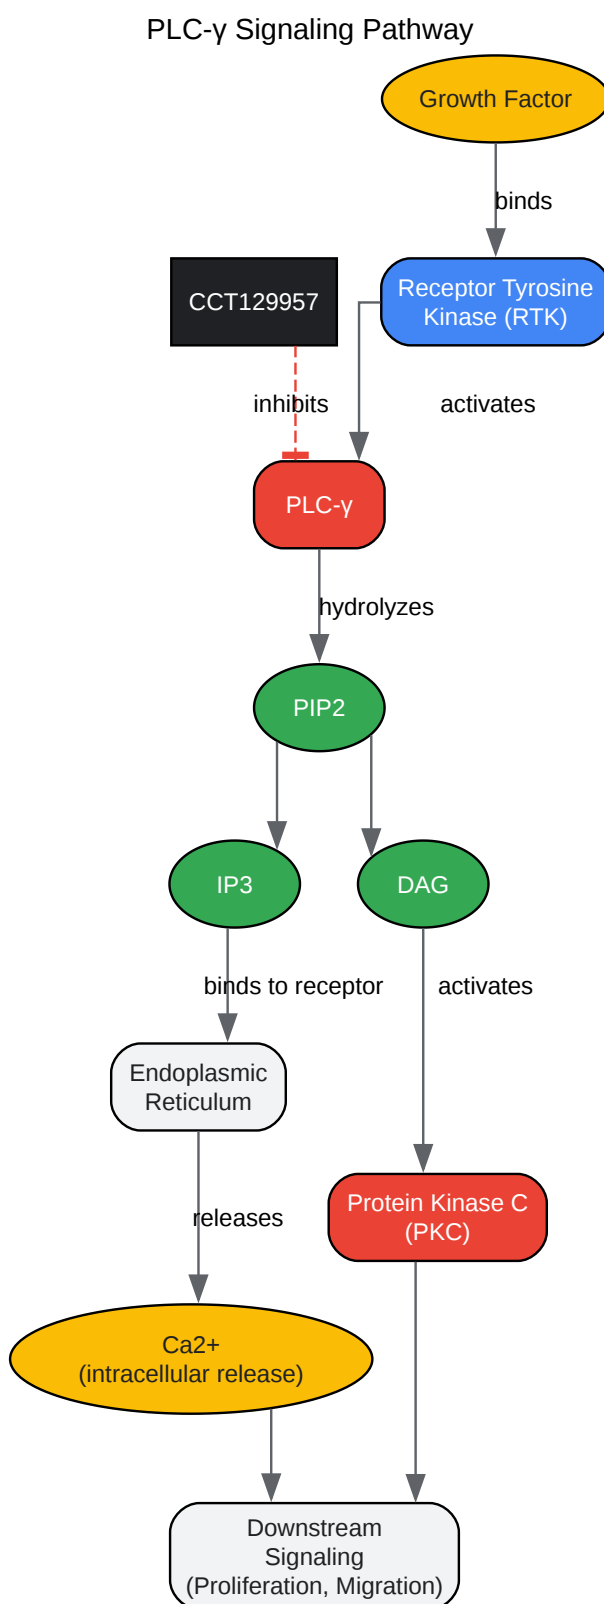 PLC-γ Signaling Pathway
Growth Factor
binds
CCT129957
Receptor Tyrosine
Kinase (RTK)
inhibits
activates
PLC-γ
hydrolyzes
PIP2
IP3
DAG
binds to receptor
activates
Endoplasmic
Reticulum
releases
Protein Kinase C
(PKC)
Ca2+
(intracellular release)
Downstream
Signaling
(Proliferation, Migration)